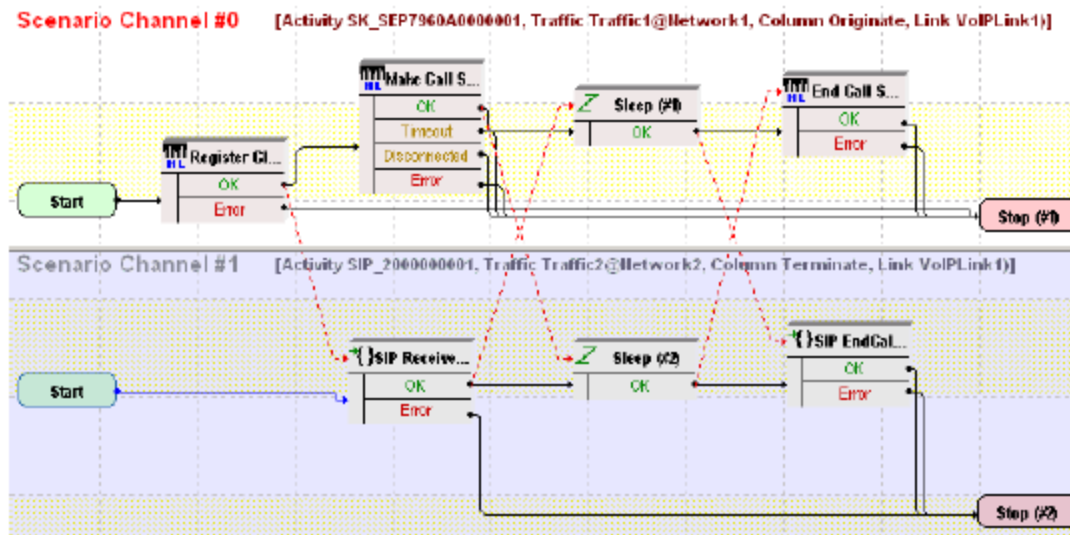 Scenario Channel #0 [Activity SK_SEP7960A0000001, Traffic Traffic1@Network1, Column Originate, Link VoIPLink1)]
Make Call S...
OK
Timeout
Disconnected
Error
Sleep (#1)
OK
HL End Call S...
OK
Error
HL Register Cl...
OK
Error
Start
Stop (#1)
Scenario Channel #1 [Activity SIP_2000000001, Traffic Traffic2@Network2, Column Terminate, Link VoIPLink1)]
SIP Receive...
OK
Error
Sleep (#2)
OK
SIP EndCal...
OK
Error
Start
Stop (#2)